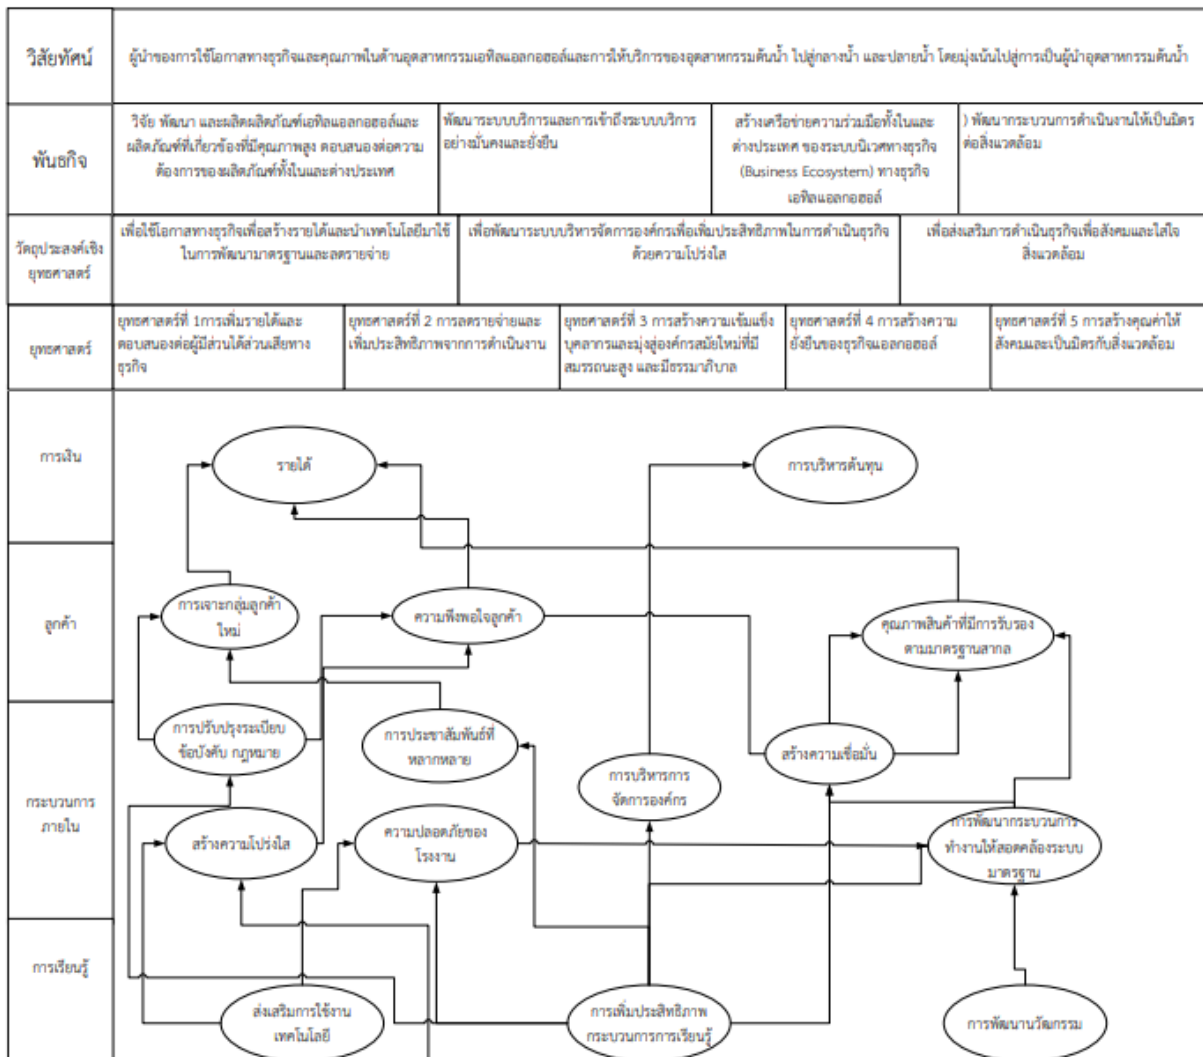 วิสัยทัศน์
ผู้นำของการใช้โอกาสทางธุรกิจและคุณภาพในด้านอุตสาหกรรมเอทิลแอลกอฮอล์และการให้บริการของอุตสาหกรรมต้นน้ำ ไปสู่กลางน้ำ และปลายน้ำ โดยมุ่งเน้นไปสู่การเป็นผู้นำอุตสาหกรรมต้นน้ำ
พันธกิจ
วิจัย พัฒนา และผลิตผลิตภัณฑ์เอทิลแอลกอฮอล์และ
ผลิตภัณฑ์ที่เกี่ยวข้องที่มีคุณภาพสูง ตอบสนองต่อความ
ต้องการของผลิตภัณฑ์ทั้งในและต่างประเทศ
พัฒนาระบบบริการและการเข้าถึงระบบบริการ
อย่างมั่นคงและยั่งยืน
สร้างเครือข่ายความร่วมมือทั้งในและ
ต่างประเทศ ของระบบนิเวศทางธุรกิจ
(Business Ecosystem) ทางธุรกิจ
เอทิลแอลกอฮอล์
) พัฒนากระบวนการดำเนินงานให้เป็นมิตร
ต่อสิ่งแวดล้อม
วัตถุประสงค์เชิง
ยุทธศาสตร์
เพื่อใช้โอกาสทางธุรกิจเพื่อสร้างรายได้และนำเทคโนโลยีมาใช้
ในการพัฒนามาตรฐานและลดรายจ่าย
เพื่อพัฒนาระบบบริหารจัดการองค์กรเพื่อเพิ่มประสิทธิภาพในการดำเนินธุรกิจ
ด้วยความโปร่งใส
เพื่อส่งเสริมการดำเนินธุรกิจเพื่อสังคมและใส่ใจ
สิ่งแวดล้อม
ยุทธศาสตร์
ยุทธศาสตร์ที่ 1การเพิ่มรายได้และ
ตอบสนองต่อผู้มีส่วนได้ส่วนเสียทาง
ธุรกิจ
ยุทธศาสตร์ที่ 2 การลดรายจ่ายและ
เพิ่มประสิทธิภาพจากการดำเนินงาน
ยุทธศาสตร์ที่ 3 การสร้างความเข้มแข็ง
บุคลากรและมุ่งสู่องค์กรสมัยใหม่ที่มี
สมรรถนะสูง และมีธรรมาภิบาล
ยุทธศาสตร์ที่ 4 การสร้างความ
ยั่งยืนของธุรกิจแอลกอฮอล์
ยุทธศาสตร์ที่ 5 การสร้างคุณค่าให้
สังคมและเป็นมิตรกับสิ่งแวดล้อม
การเงิน
รายได้
การบริหารต้นทุน
ลูกค้า
การเจาะกลุ่มลูกค้า
ใหม่
ความพึงพอใจลูกค้า
คุณภาพสินค้าที่มีการรับรอง
ตามมาตรฐานสากล
กระบวนการ
ภายใน
การปรับปรุงระเบียบ
ข้อบังคับ กฎหมาย
การประชาสัมพันธ์ที่
หลากหลาย
การบริหารการ
จัดการองค์กร
สร้างความเชื่อมั่น
สร้างความโปร่งใส
ความปลอดภัยของ
โรงงาน
การพัฒนากระบวนการ
ทำงานให้สอดคล้องระบบ
มาตรฐาน
การเรียนรู้
ส่งเสริมการใช้งาน
เทคโนโลยี
การเพิ่มประสิทธิภาพ
กระบวนการการเรียนรู้
การพัฒนานวัฒกรรม